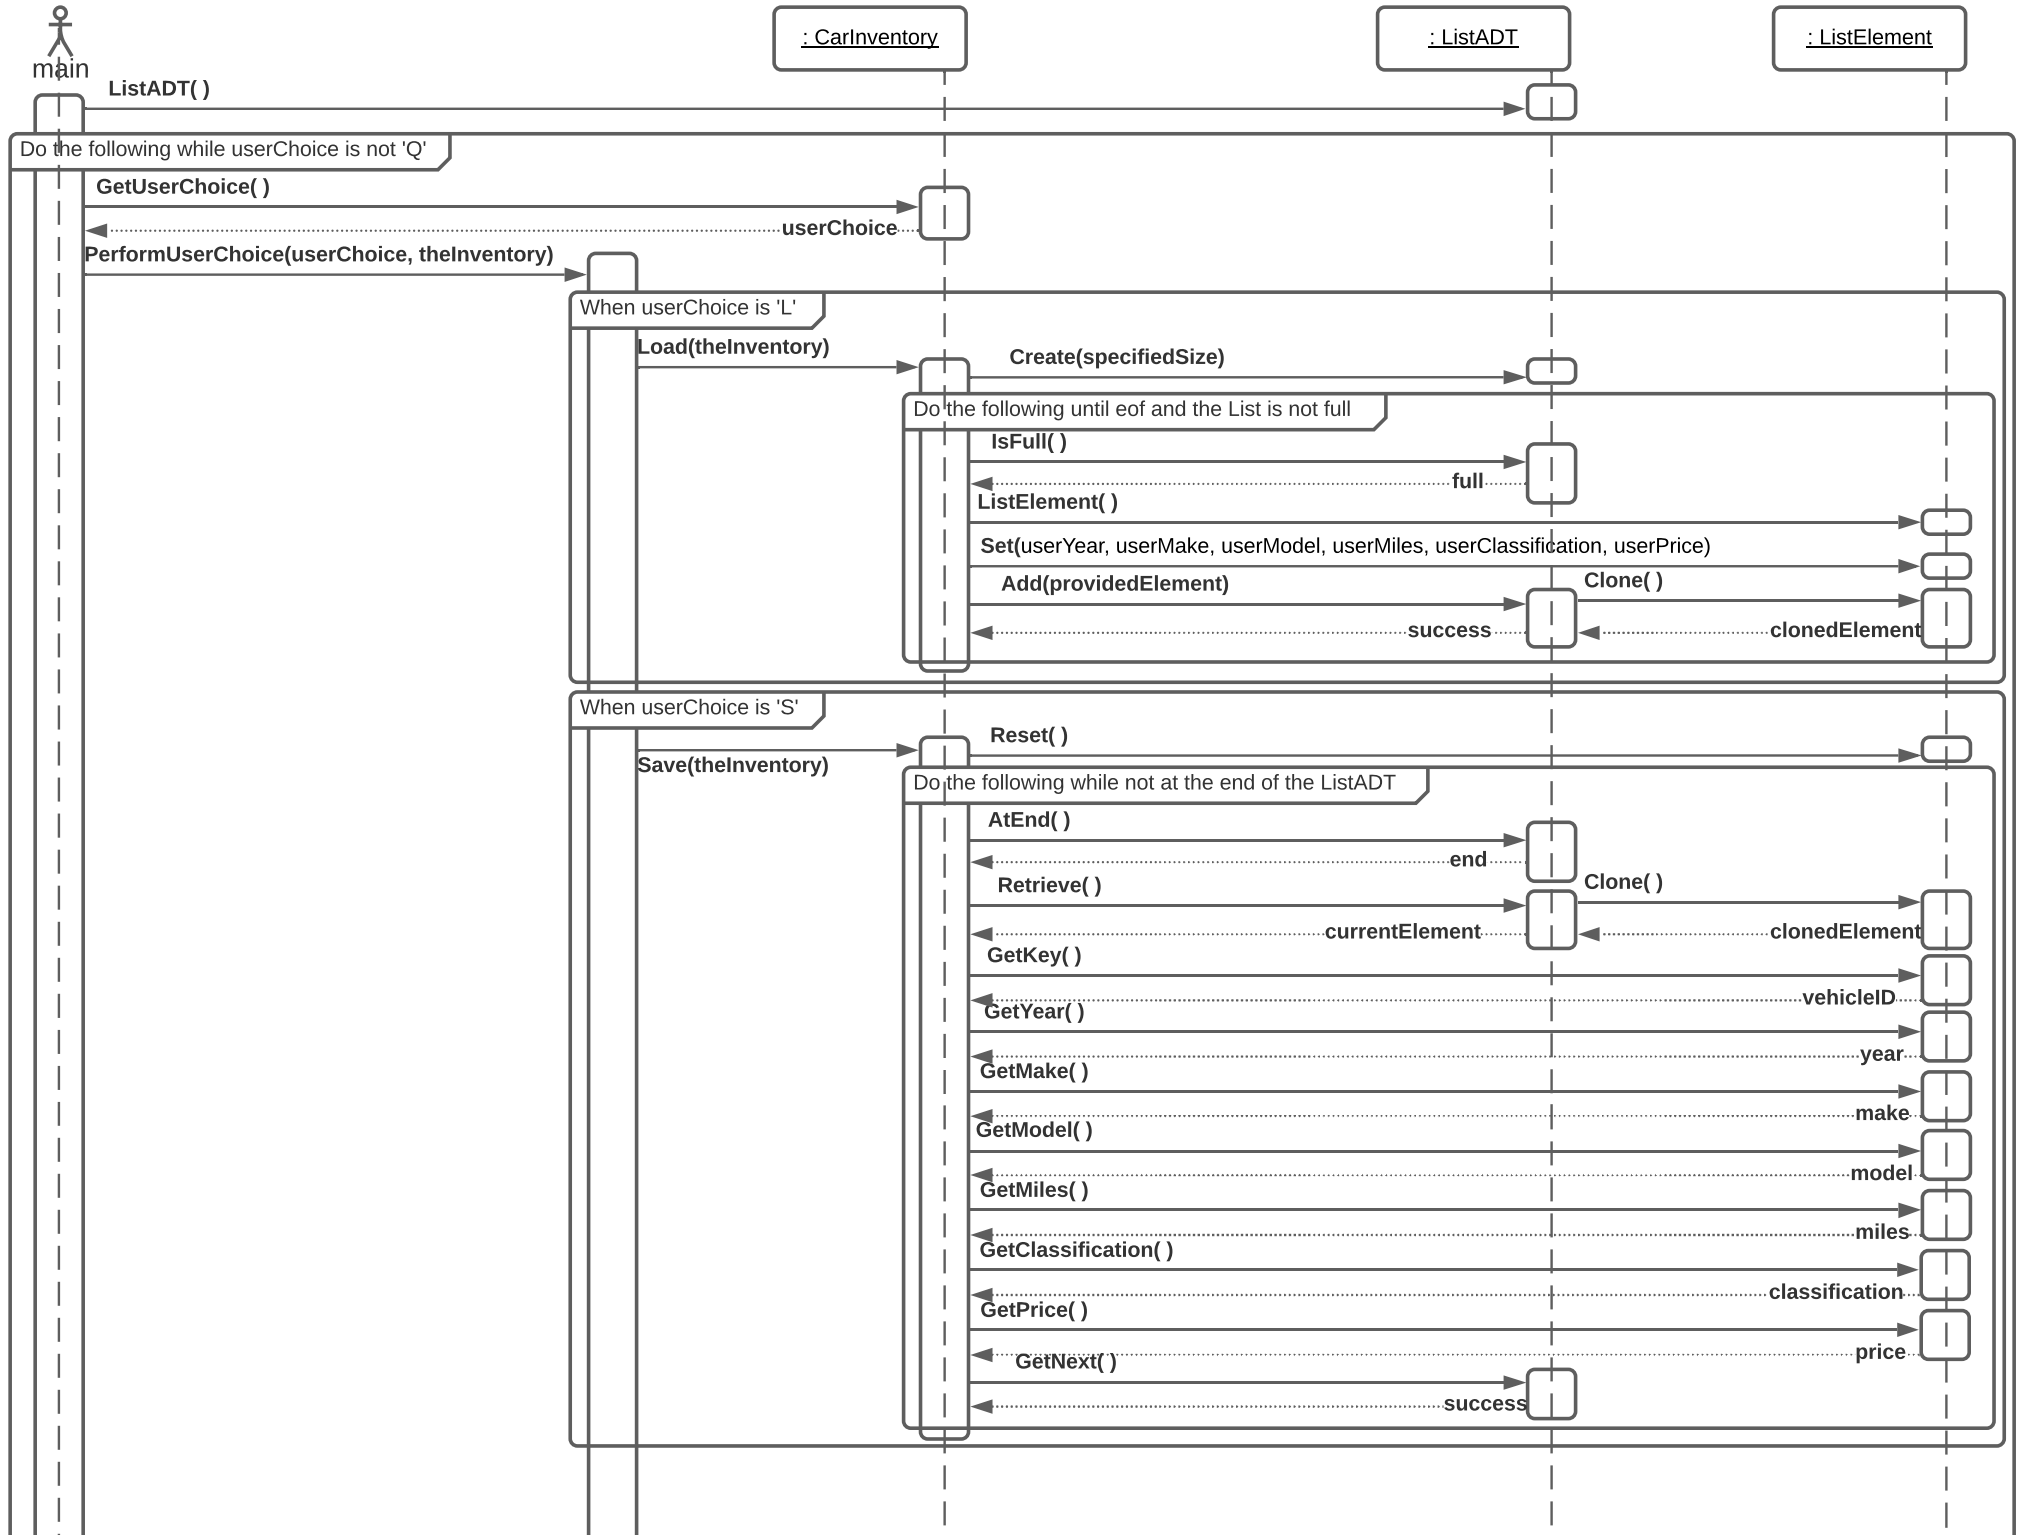 main
: CarInventory
: ListADT
: ListElement
ListADT( )
Do the following while userChoice is not 'Q'
GetUserChoice( )
userChoice
PerformUserChoice(userChoice, theInventory)
When userChoice is 'L'
Load(theInventory)
Create(specifiedSize)
Do the following until eof and the List is not full
IsFull( )
full
ListElement( )
Set(userYear, userMake, userModel, userMiles, userClassification, userPrice)
Add(providedElement)
Clone( )
success
clonedElement
When userChoice is 'S'
Reset( )
Save(theInventory)
Do the following while not at the end of the ListADT
AtEnd( )
end
Retrieve( )
Clone( )
currentElement
clonedElement
GetKey( )
vehicleID
GetYear( )
year
GetMake( )
make
GetModel( )
model
GetMiles( )
miles
GetClassification( )
classification
GetPrice( )
price
GetNext( )
success